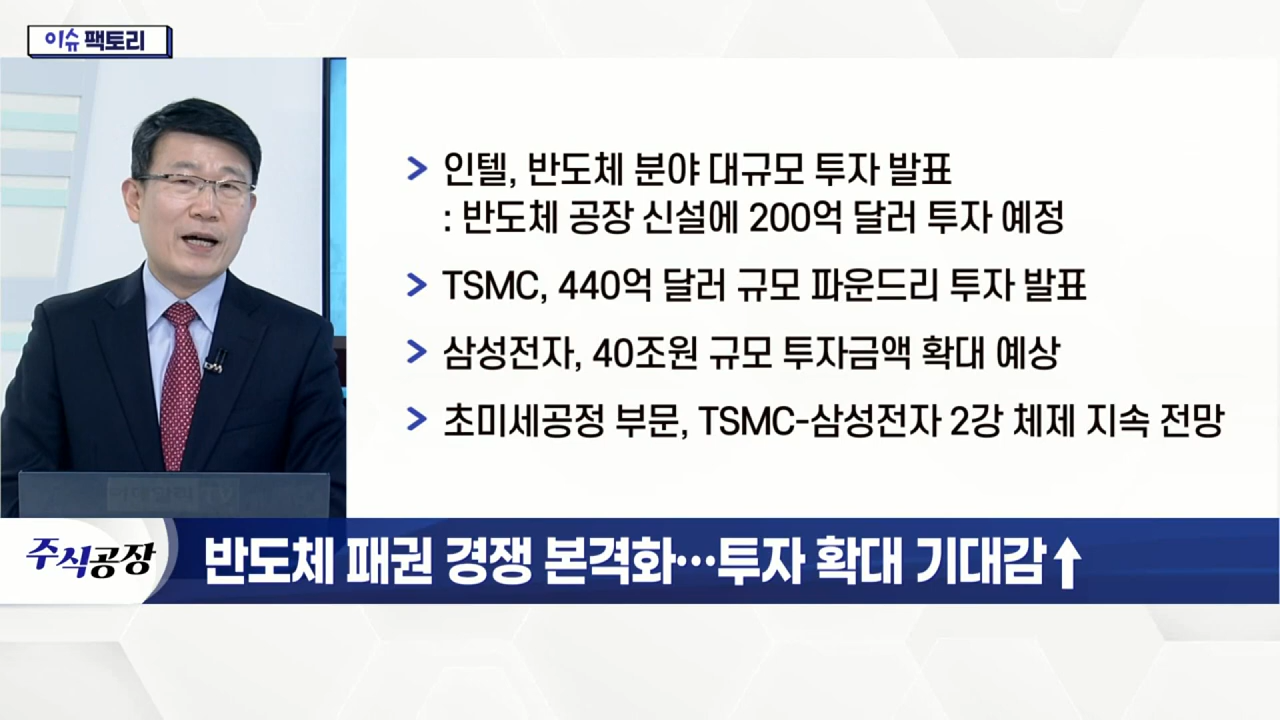 이슈 팩토리
> 인텔, 반도체 분야 대규모 투자 발표
: 반도체 공장 신설에 200억 달러 투자 예정
> TSMC, 440억 달러 규모 파운드리 투자 발표
> 삼성전자, 40조원 규모 투자금액 확대 예상
> 초미세공정 부문, TSMC-삼성전자 2강 체제 지속 전망
주식공장
반도체 패권 경쟁 본격화…투자 확대 기대감↑